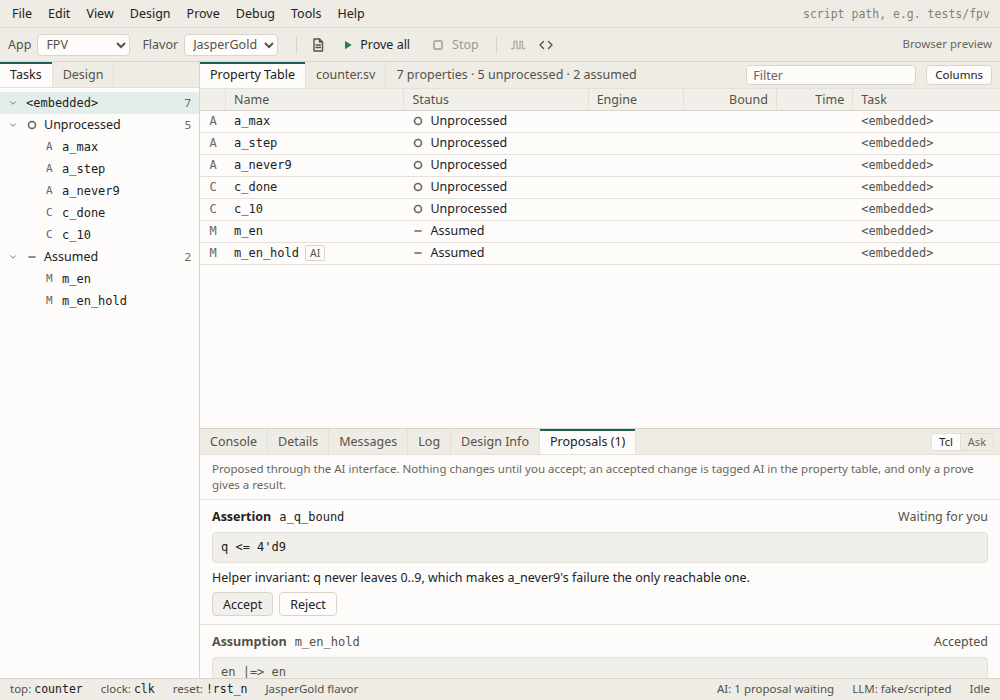 File Edit View Design Prove Debug Tools Help script path, e.g. tests/fpv
App FPV Flavor JasperGold Prove all Stop Browser preview
Tasks Design Property Table counter.sv 7 properties · 5 unprocessed · 2 assumed Filter Columns
<embedded> 7
Unprocessed 5
A a_max
A a_step
A a_never9
C c_done
C c_10
Assumed 2
M m_en
M m_en_hold
Name Status Engine Bound Time Task
A a_max Unprocessed <embedded>
A a_step Unprocessed <embedded>
A a_never9 Unprocessed <embedded>
C c_done Unprocessed <embedded>
C c_10 Unprocessed <embedded>
M m_en Assumed <embedded>
M m_en_hold AI Assumed <embedded>
Console Details Messages Log Design Info Proposals (1) Tcl Ask
Proposed through the AI interface. Nothing changes until you accept; an accepted change is tagged AI in the property table, and only a prove
gives a result.
Assertion a_q_bound Waiting for you
q <= 4'd9
Helper invariant: q never leaves 0..9, which makes a_never9's failure the only reachable one.
Accept Reject
Assumption m_en_hold Accepted
en |=> en
top: counter clock: clk reset: !rst_n JasperGold flavor AI: 1 proposal waiting LLM: fake/scripted Idle